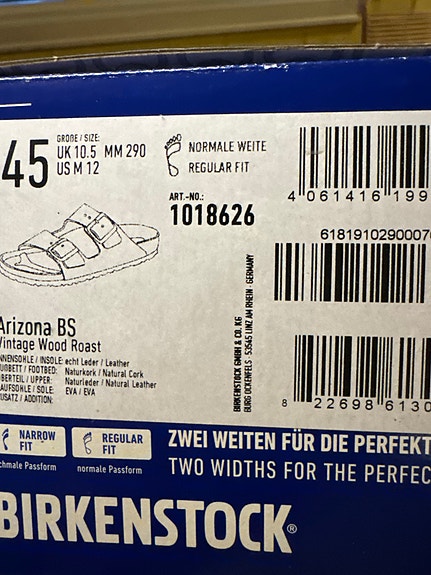 45
GRÖßE / SIZE:
UK 10.5 MM 290
US M 12
NORMALE WEITE
REGULAR FIT
ART.-NO.:
1018626
4 061416 199
61819102900070
Arizona BS
Vintage Wood Roast
INNENSOHLE / INSOLE: echt Leder / Leather
FUßBETT / FOOTBED: Naturkork / Natural Cork
OBERTEIL / UPPER: Naturleder / Natural Leather
LAUFSOHLE / SOLE: EVA / EVA
ZUSATZ / ADDITION:
BIRKENSTOCK GMBH & CO. KG
BURG OCKENFELS · 53545 LINZ AM RHEIN · GERMANY
8 22698 6130
NARROW FIT
schmale Passform
REGULAR FIT
normale Passform
ZWEI WEITEN FÜR DIE PERFEKT
TWO WIDTHS FOR THE PERFEC
BIRKENSTOCK®